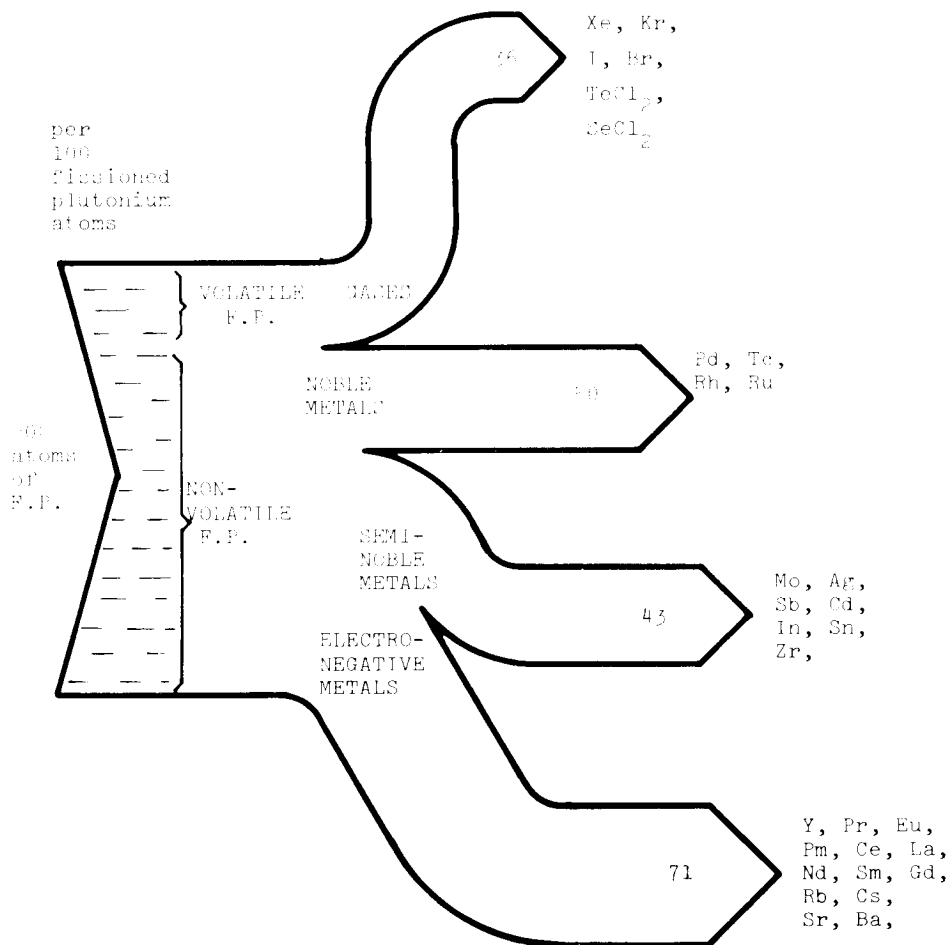 Xe, Kr,
I, Br,
TeCl2,
SeCl2
per
100
fissioned
plutonium
atoms
VOLATILE GASES
F.P.
NOBLE
METALS
Pd, Tc,
Rh, Ru
atoms
of
F.P.
NON-
VOLATILE
F.P.
SEMI-
NOBLE
METALS
43
Mo, Ag,
Sb, Cd,
In, Sn,
Zr,
ELECTRO-
NEGATIVE
METALS
71
Y, Pr, Eu,
Pm, Ce, La,
Nd, Sm, Gd,
Rb, Cs,
Sr, Ba,